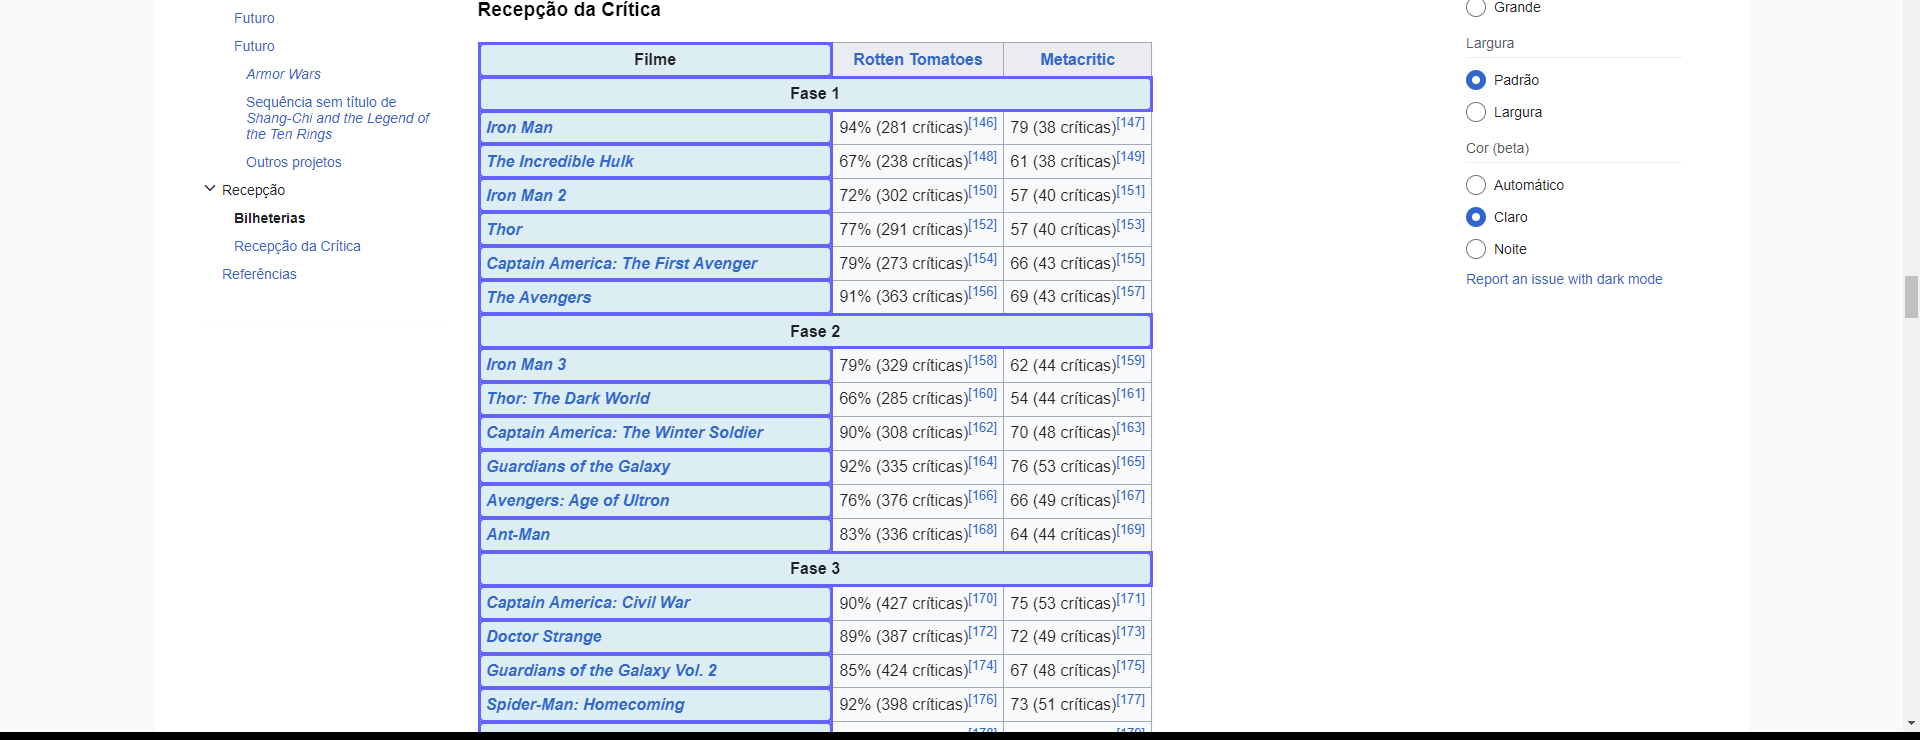 Futuro
Futuro
Armor Wars
Sequência sem título de
Shang-Chi and the Legend of
the Ten Rings
Outros projetos
Recepção
Bilheterias
Recepção da Crítica
Referências
Recepção da Crítica
Filme Rotten Tomatoes Metacritic
Fase 1
Iron Man 94% (281 críticas)[146] 79 (38 críticas)[147]
The Incredible Hulk 67% (238 críticas)[148] 61 (38 críticas)[149]
Iron Man 2 72% (302 críticas)[150] 57 (40 críticas)[151]
Thor 77% (291 críticas)[152] 57 (40 críticas)[153]
Captain America: The First Avenger 79% (273 críticas)[154] 66 (43 críticas)[155]
The Avengers 91% (363 críticas)[156] 69 (43 críticas)[157]
Fase 2
Iron Man 3 79% (329 críticas)[158] 62 (44 críticas)[159]
Thor: The Dark World 66% (285 críticas)[160] 54 (44 críticas)[161]
Captain America: The Winter Soldier 90% (308 críticas)[162] 70 (48 críticas)[163]
Guardians of the Galaxy 92% (335 críticas)[164] 76 (53 críticas)[165]
Avengers: Age of Ultron 76% (376 críticas)[166] 66 (49 críticas)[167]
Ant-Man 83% (336 críticas)[168] 64 (44 críticas)[169]
Fase 3
Captain America: Civil War 90% (427 críticas)[170] 75 (53 críticas)[171]
Doctor Strange 89% (387 críticas)[172] 72 (49 críticas)[173]
Guardians of the Galaxy Vol. 2 85% (424 críticas)[174] 67 (48 críticas)[175]
Spider-Man: Homecoming 92% (398 críticas)[176] 73 (51 críticas)[177]
Grande
Largura
Padrão
Largura
Cor (beta)
Automático
Claro
Noite
Report an issue with dark mode